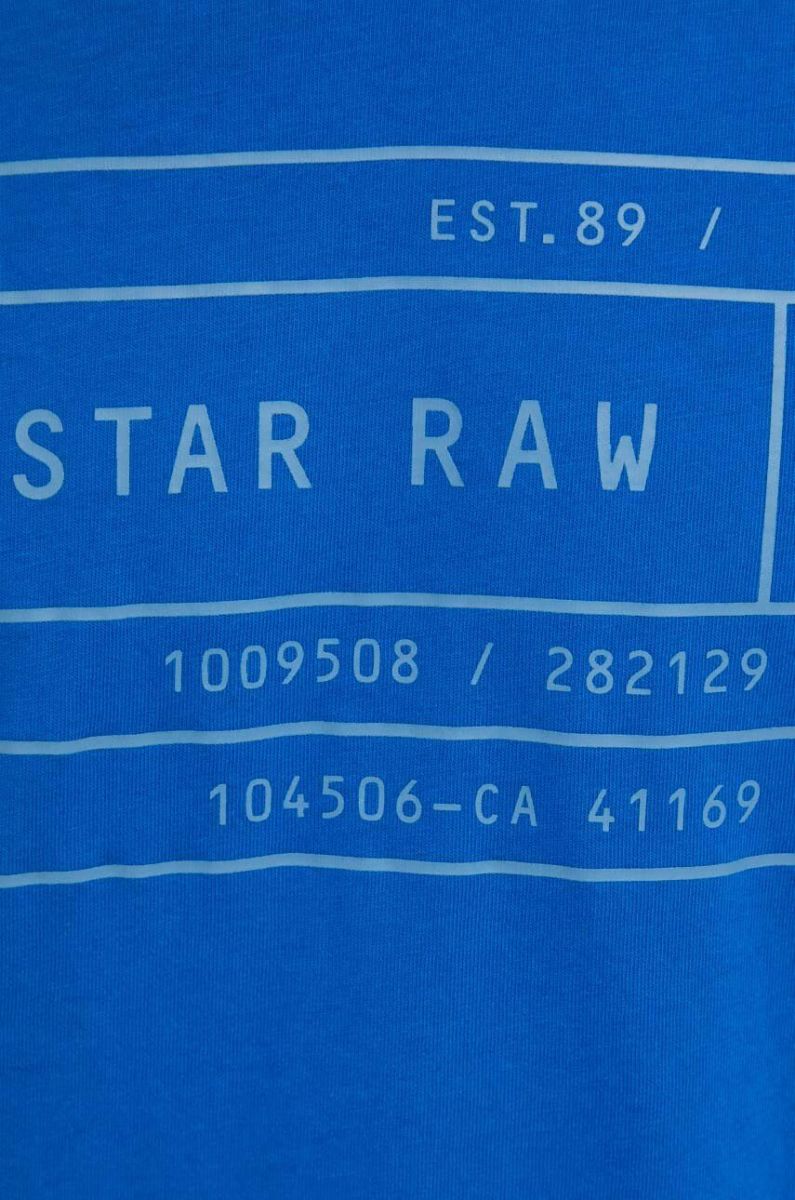 EST.89 /
STAR RAW
1009508 / 282129
104506-CA 41169